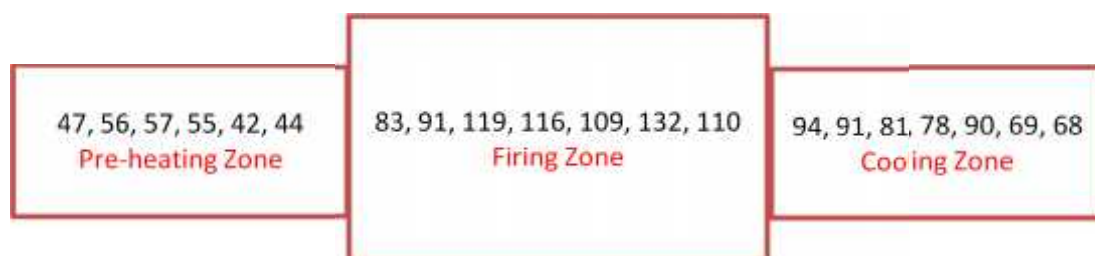 47, 56, 57, 55, 42, 44
Pre-heating Zone
83, 91, 119, 116, 109, 132, 110
Firing Zone
94, 91, 81, 78, 90, 69, 68
Cooing Zone